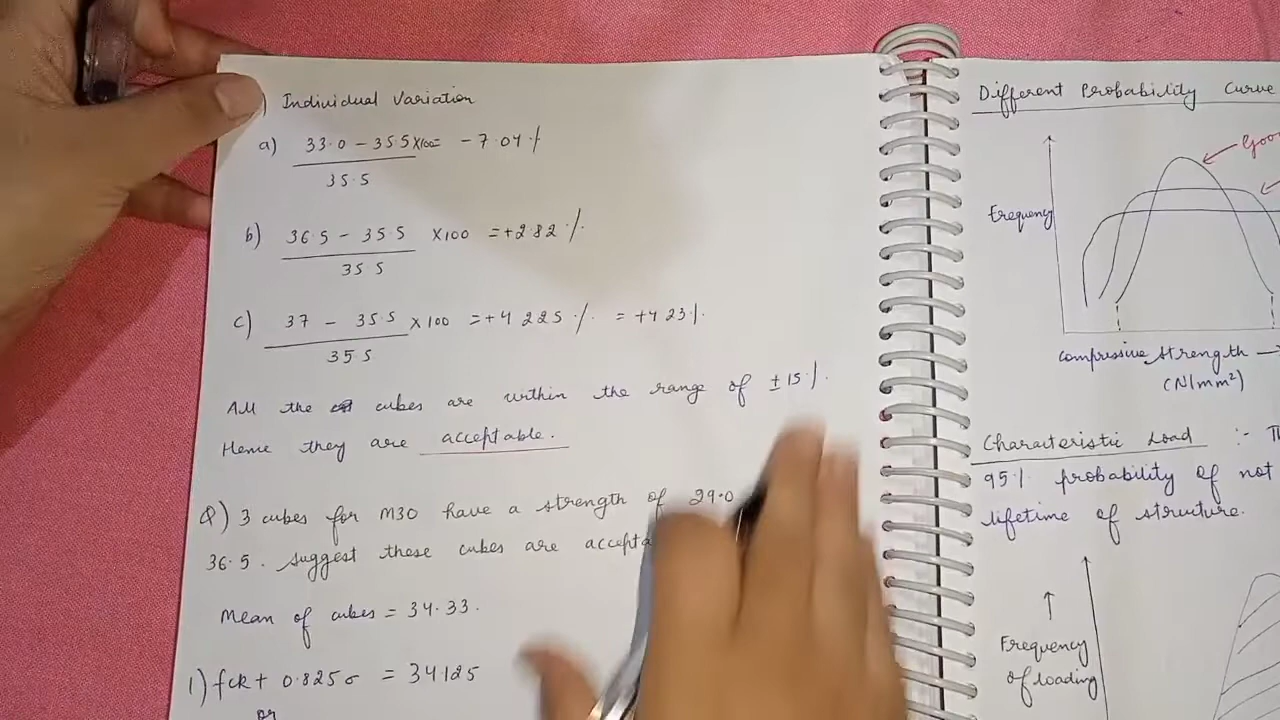 ) Individual Variation
a) 33.0 - 35.5 X100 = - 7.04 %
35.5
b) 36.5 - 35.5 X100 = +2.82 %
35.5
c) 37 - 35.5 X100 = +4.225 % = +4.23%
35.5
All the cubes are within the range of ±15%.
Hence they are acceptable.
Q) 3 cubes for M30 have a strength of 29.0
36.5. suggest these cubes are
Mean of cubes = 34.33.
1) fck + 0.825σ = 34.125
or
Different Probability Curve
Frequency
Compressive Strength →
(N/mm²)
Characteristic Load :-
95% probability of not
lifetime of structure.
Frequency
of loading